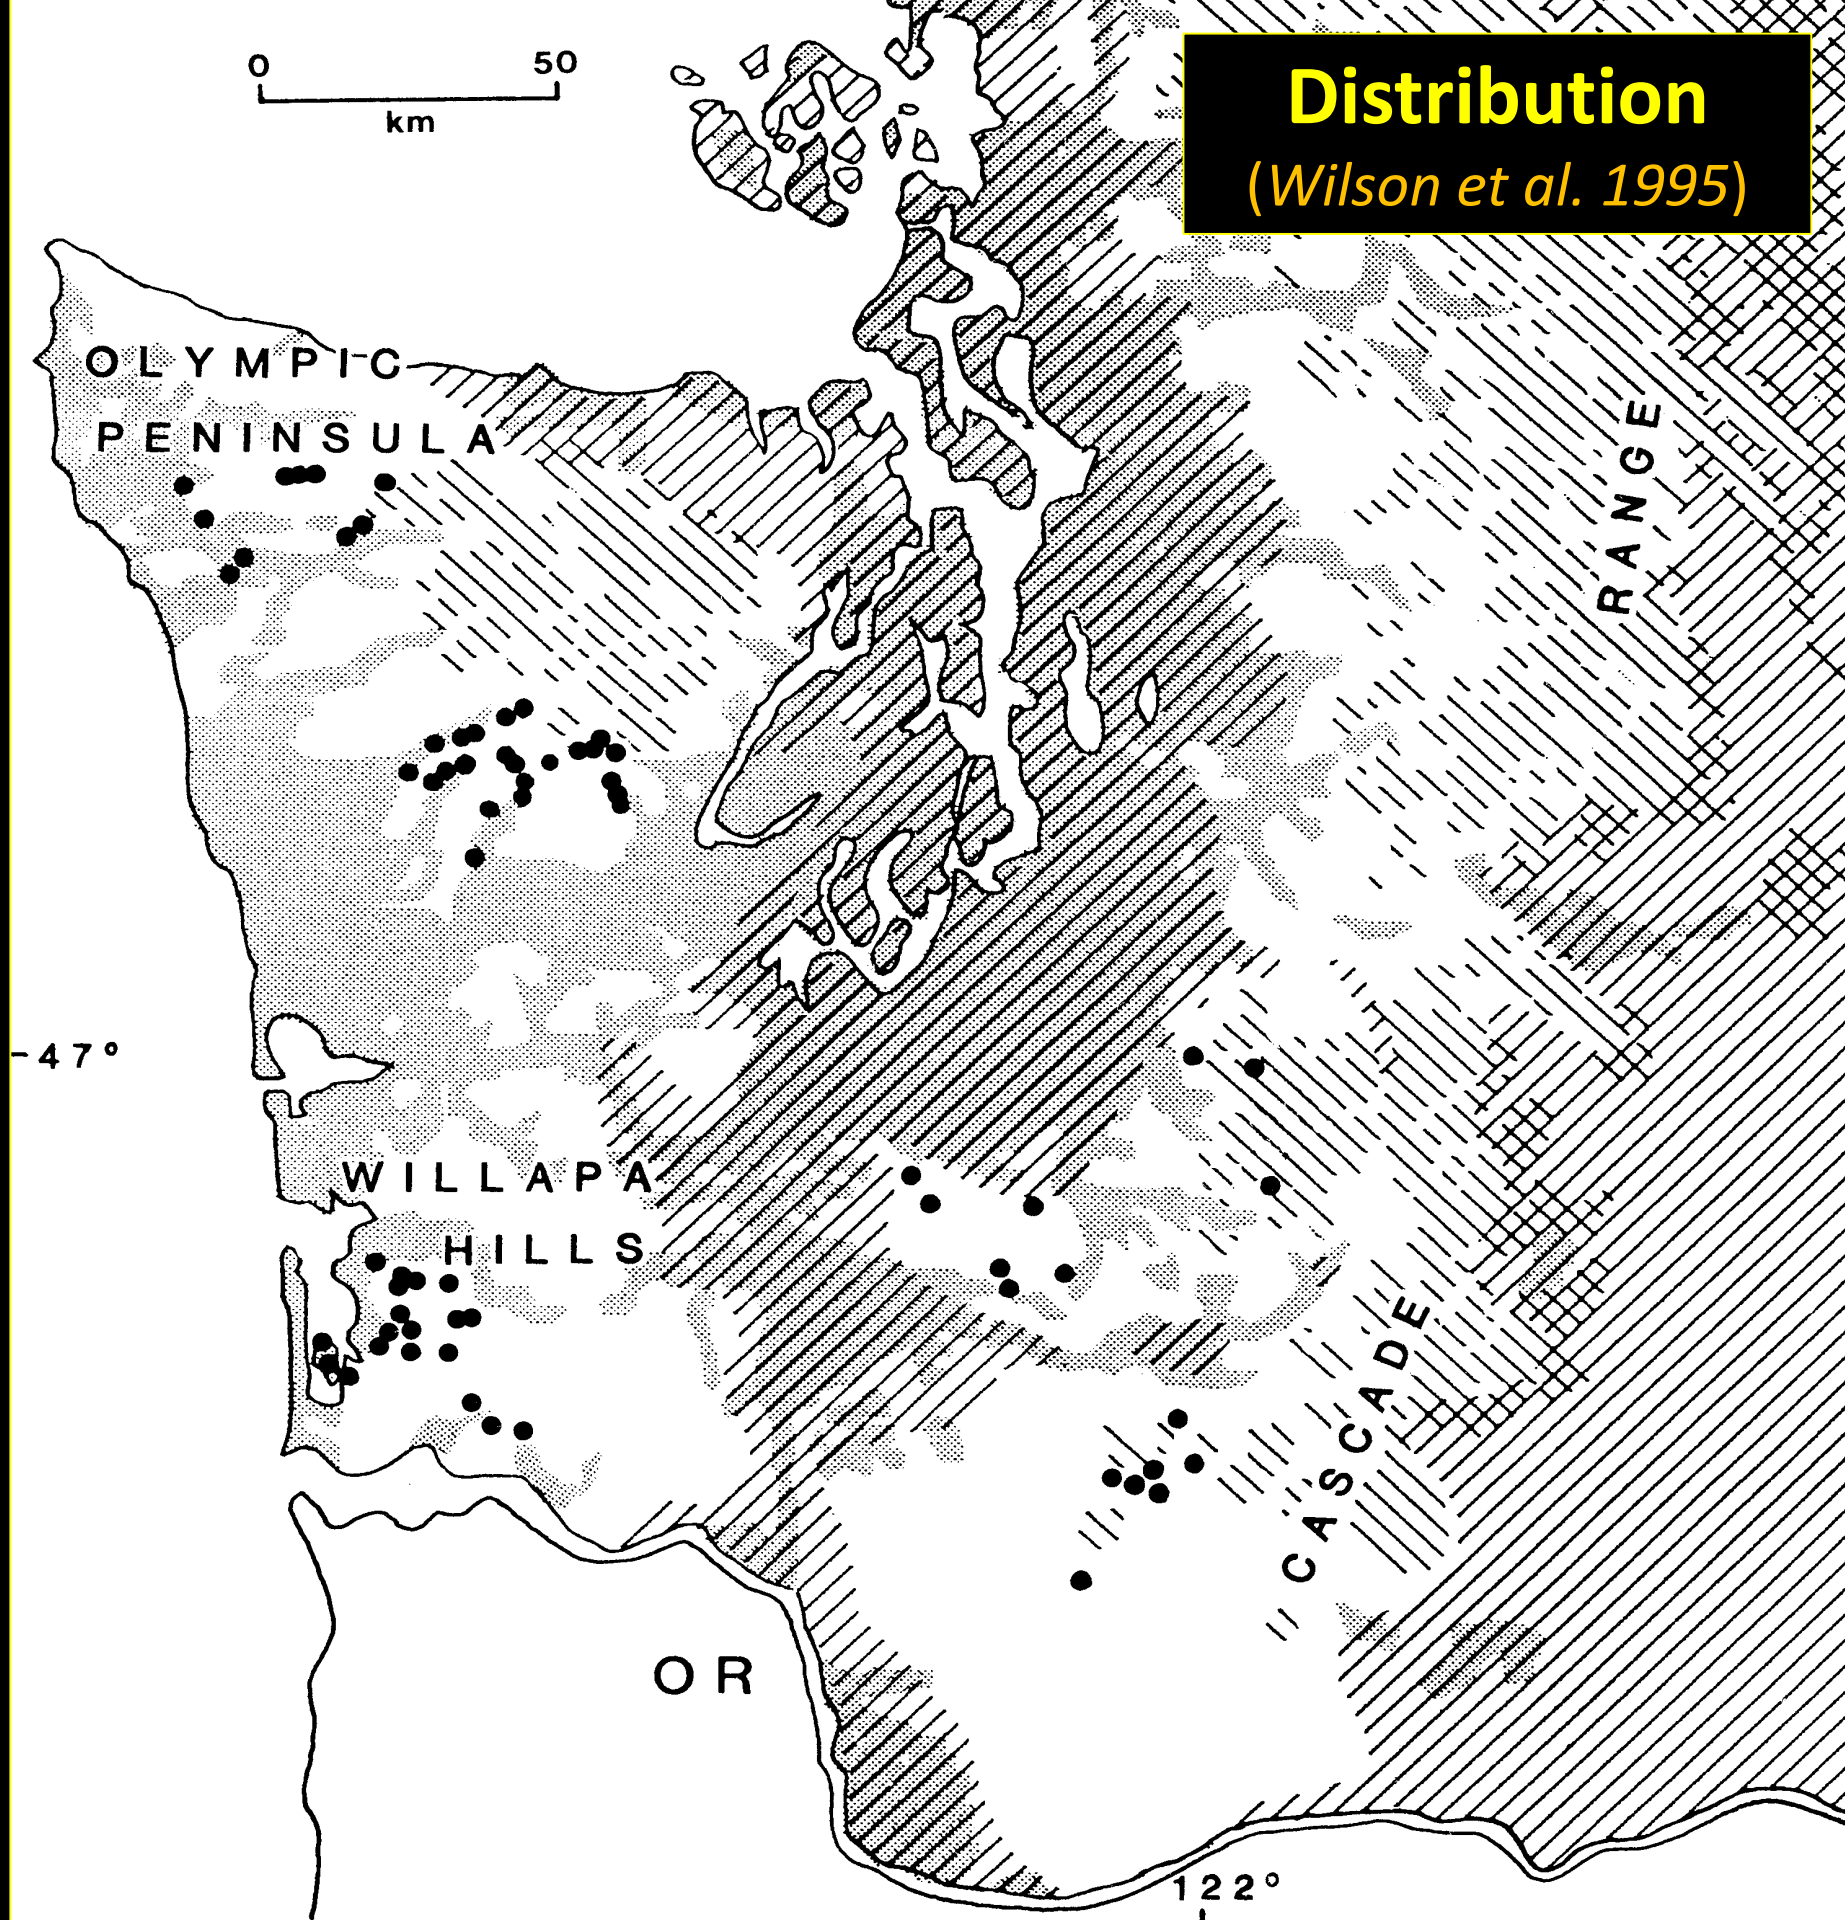 0 50
km
Distribution
(Wilson et al. 1995)
OLYMPIC
PENINSULA
RANGE
-47°
WILLAPA
HILLS
CASCADE
OR
122°